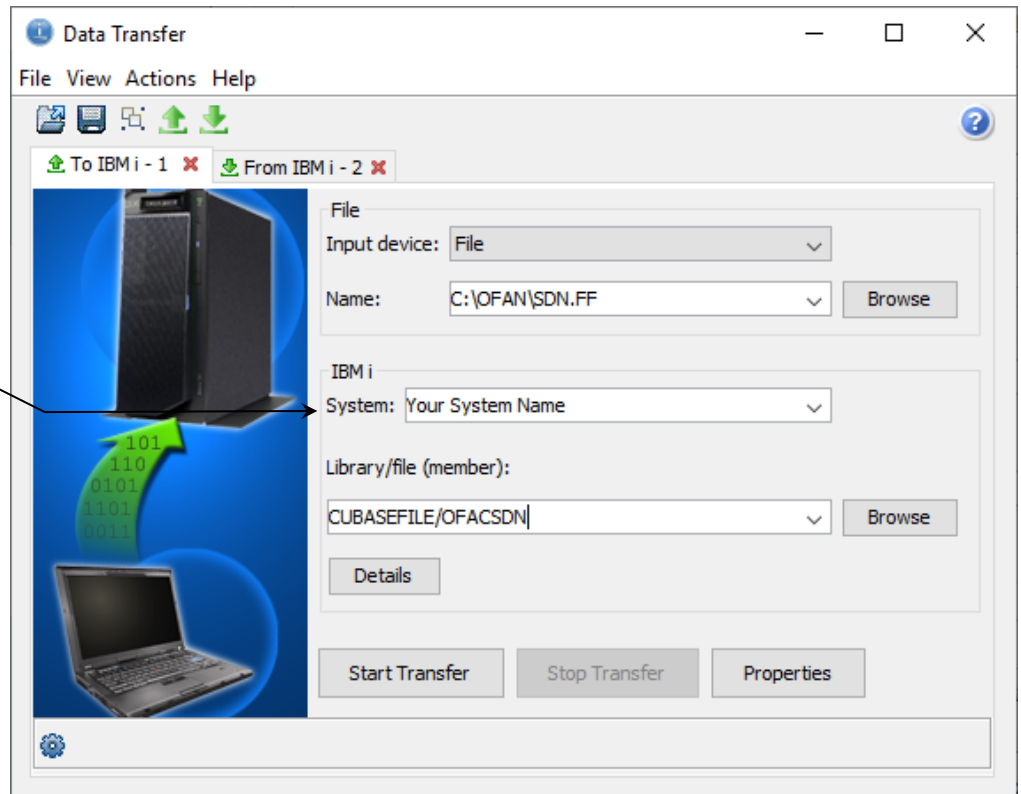 Data Transfer
File View Actions Help
To IBM i - 1 From IBM i - 2
File
Input device: File
Name: C:\OFAN\SDN.FF Browse
IBM i
System: Your System Name
Library/file (member):
CUBASEFILE/OFACSDN Browse
Details
101
110
0101
1101
0011
Start Transfer Stop Transfer Properties